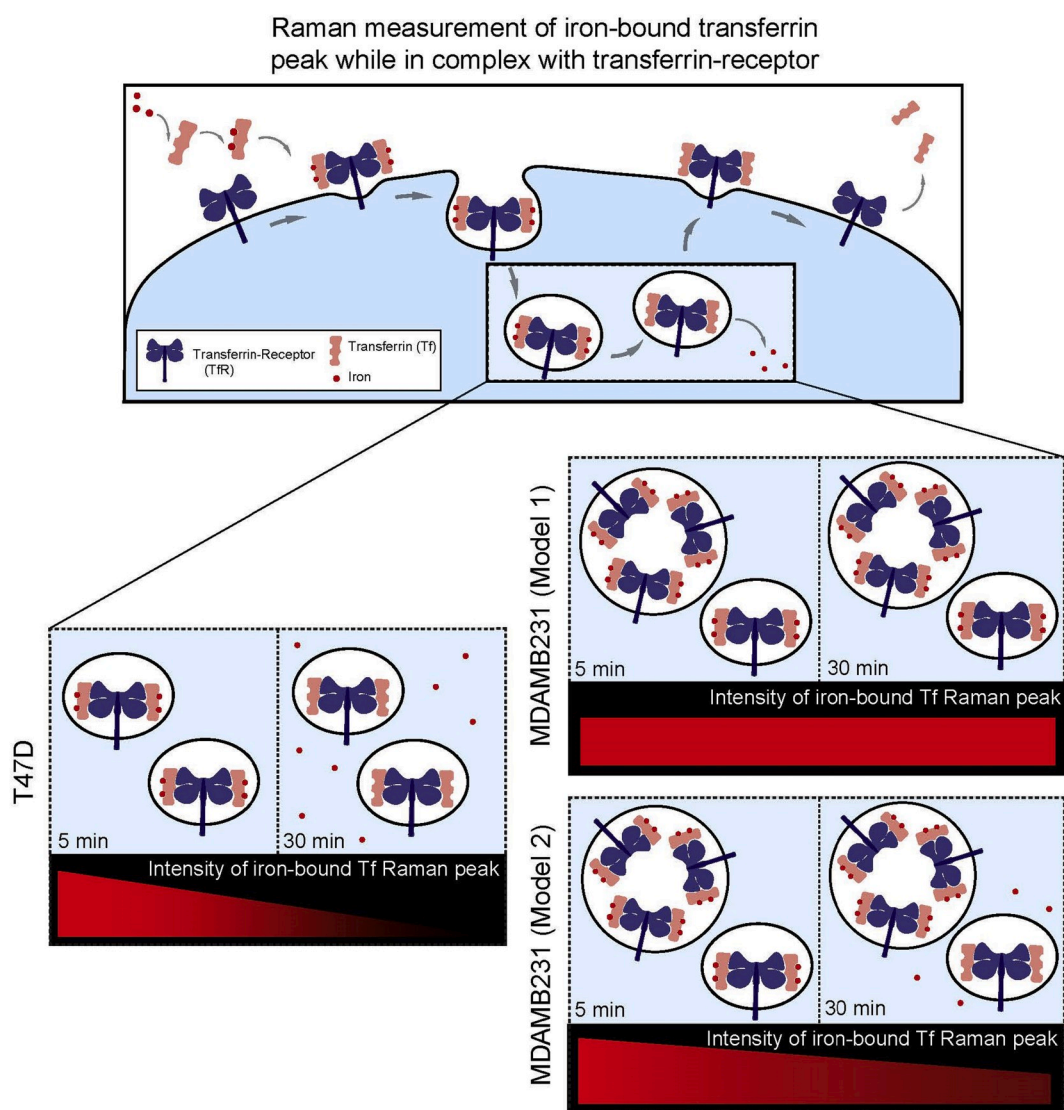 Raman measurement of iron-bound transferrin
peak while in complex with transferrin-receptor
Transferrin-Receptor
(TfR)
Transferrin (Tf)
Iron
T47D
5 min
30 min
Intensity of iron-bound Tf Raman peak
MDAMB231 (Model 1)
5 min
30 min
Intensity of iron-bound Tf Raman peak
MDAMB231 (Model 2)
5 min
30 min
Intensity of iron-bound Tf Raman peak